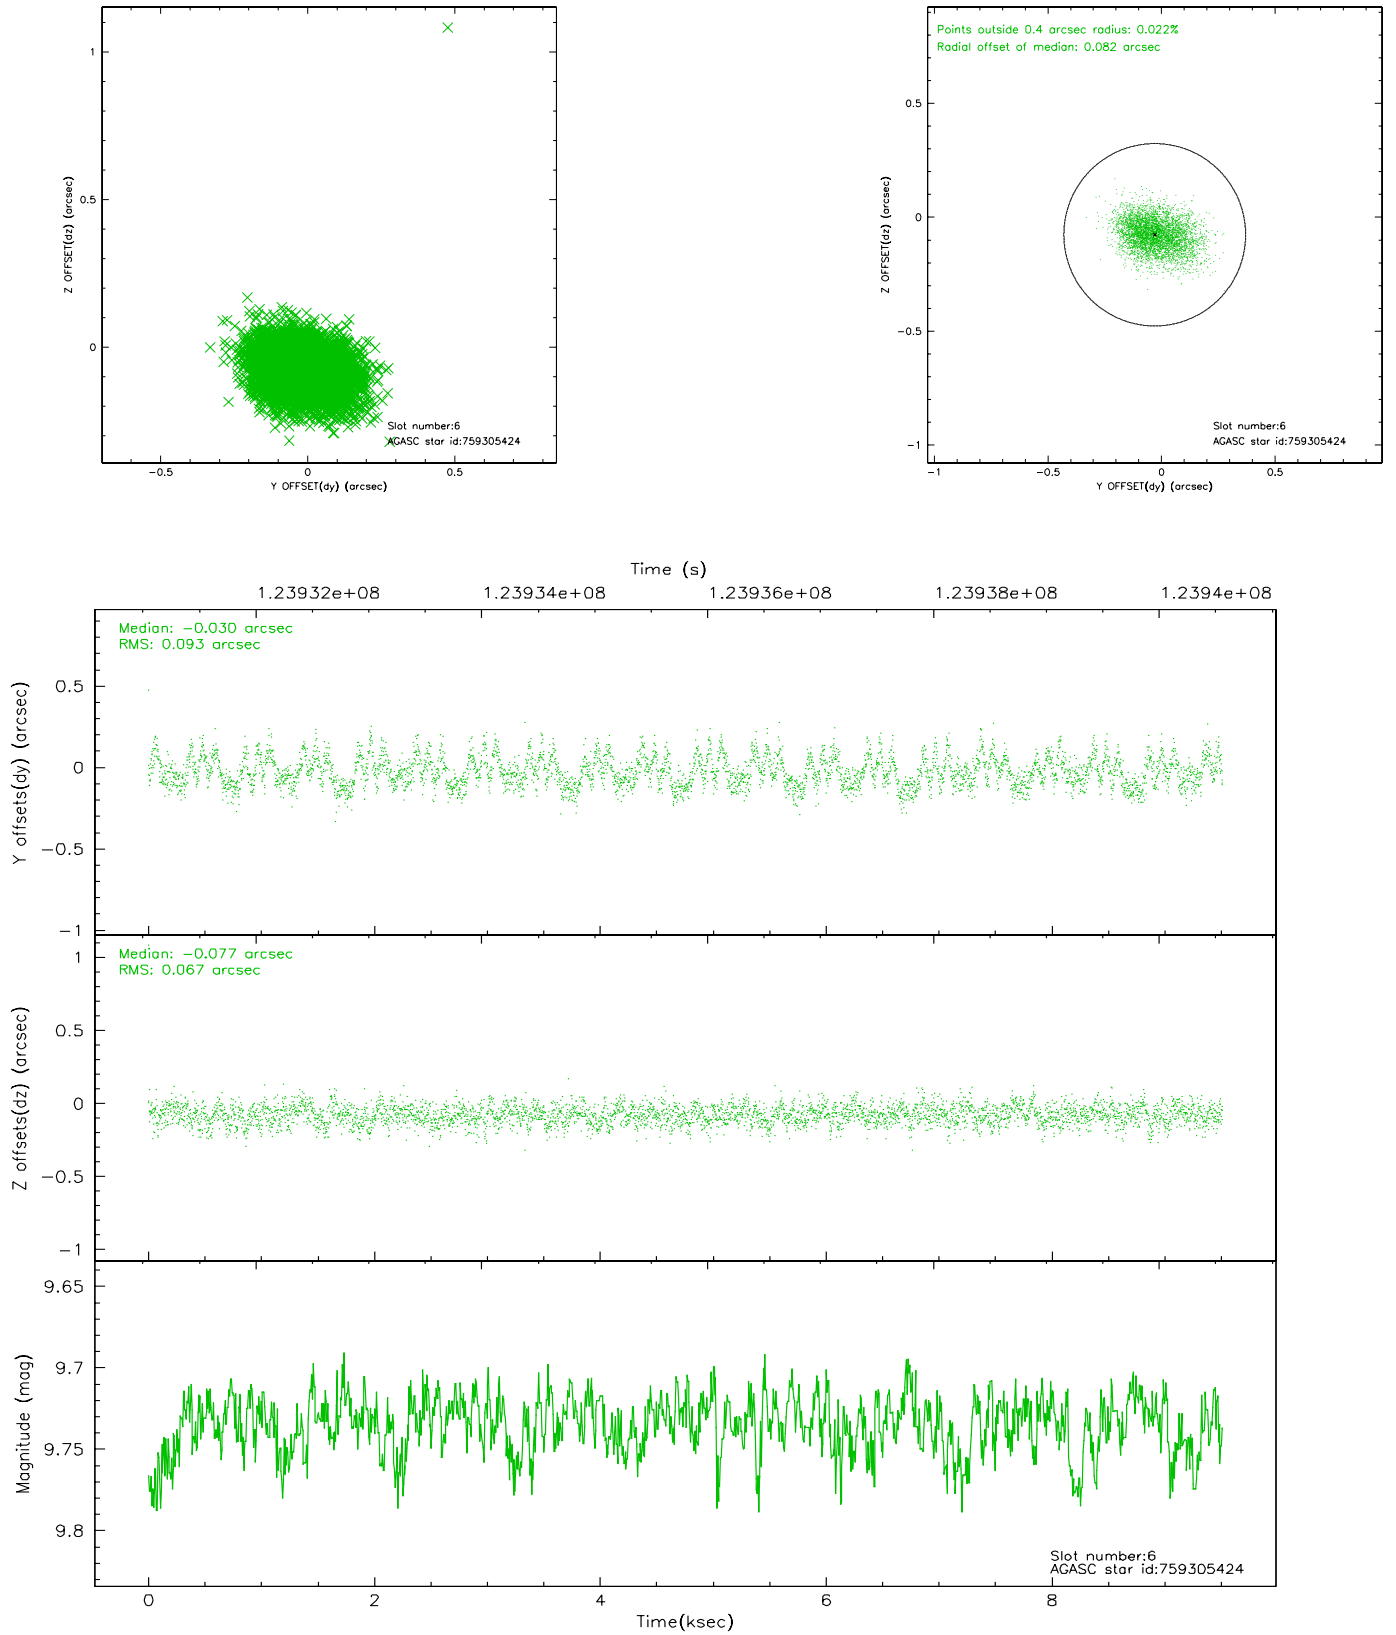 1
0.5
0
Z OFFSET(dz) (arcsec)
Slot number:6
AGASC star id:759305424
−0.5
0
0.5
Y OFFSET(dy) (arcsec)
Points outside 0.4 arcsec radius: 0.022%
Radial offset of median: 0.082 arcsec
0.5
0
−0.5
−1
Z OFFSET(dz) (arcsec)
Slot number:6
AGASC star id:759305424
−1
−0.5
0
0.5
Y OFFSET(dy) (arcsec)
Time (s)
1.23932e+08
1.23934e+08
1.23936e+08
1.23938e+08
1.2394e+08
Median: −0.030 arcsec
RMS: 0.093 arcsec
0.5
0
−0.5
−1
Y offsets(dy) (arcsec)
Median: −0.077 arcsec
RMS: 0.067 arcsec
1
0.5
0
−0.5
−1
Z offsets(dz) (arcsec)
9.65
9.7
9.75
9.8
Magnitude (mag)
Slot number:6
AGASC star id:759305424
0
2
4
6
8
Time(ksec)